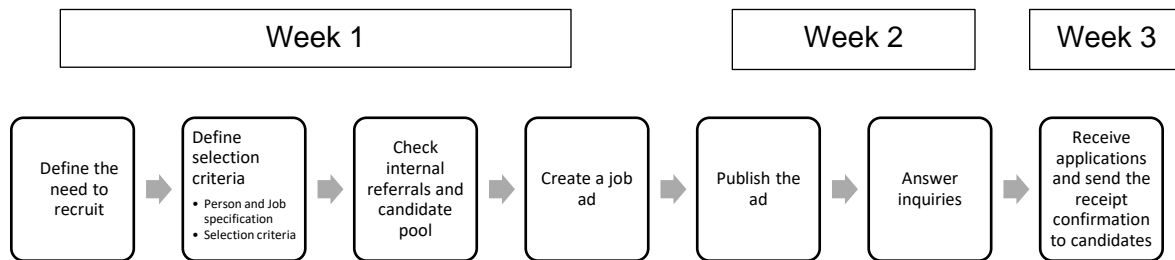 Week 1
Week 2
Week 3
Define the
need to
recruit
Define
selection
criteria
• Person and Job
specification
• Selection criteria
Check
internal
referrals and
candidate
pool
Create a job
ad
Publish the
ad
Answer
inquiries
Receive
applications
and send the
receipt
confirmation
to candidates